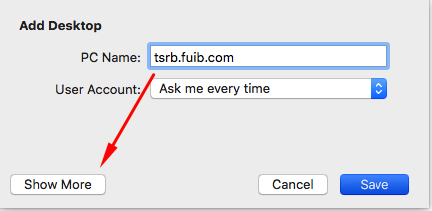 Add Desktop
PC Name: tsrb.fuib.com
User Account: Ask me every time
Show More Cancel Save